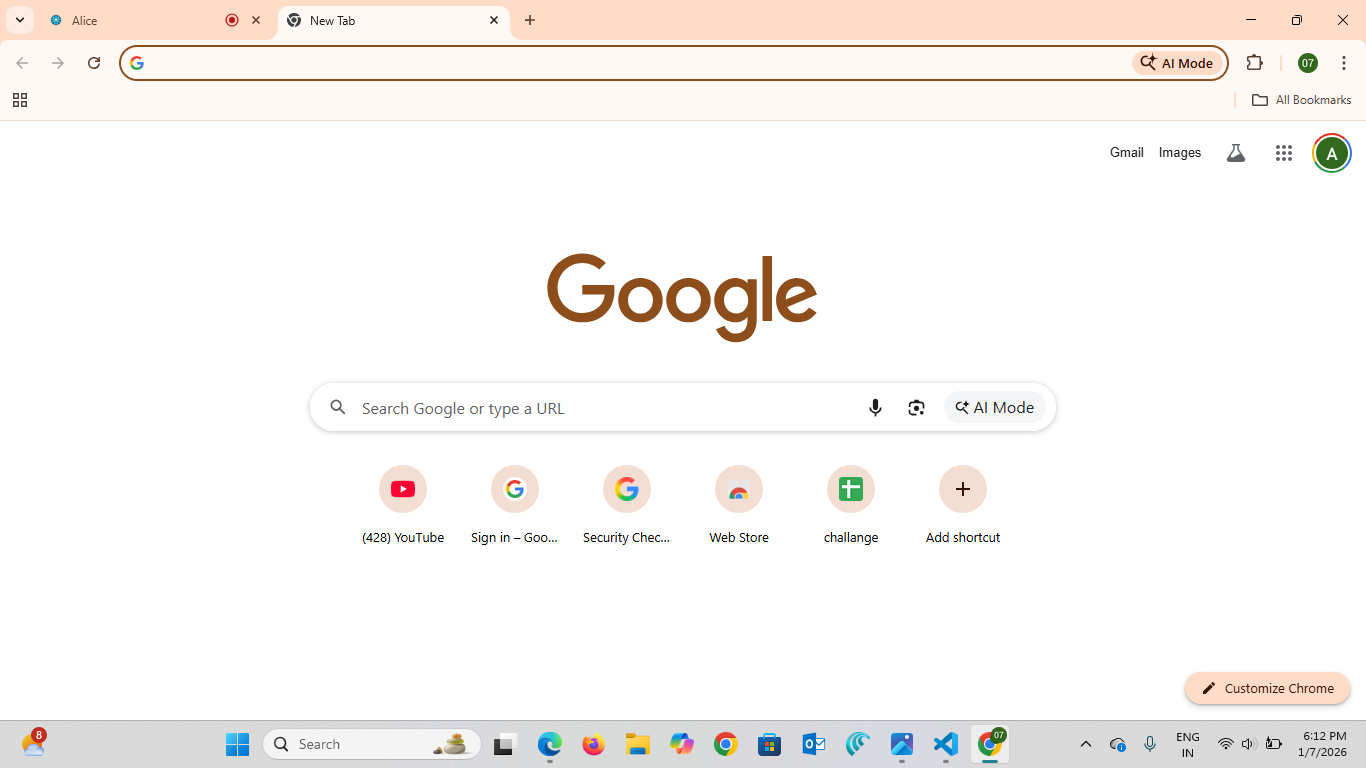 Alice
New Tab
AI Mode
07
All Bookmarks
Gmail
Images
A
Google
Search Google or type a URL
AI Mode
(428) YouTube
Sign in – Goo...
Security Chec...
Web Store
challange
Add shortcut
Customize Chrome
8
Search
07
ENG
IN
6:12 PM
1/7/2026